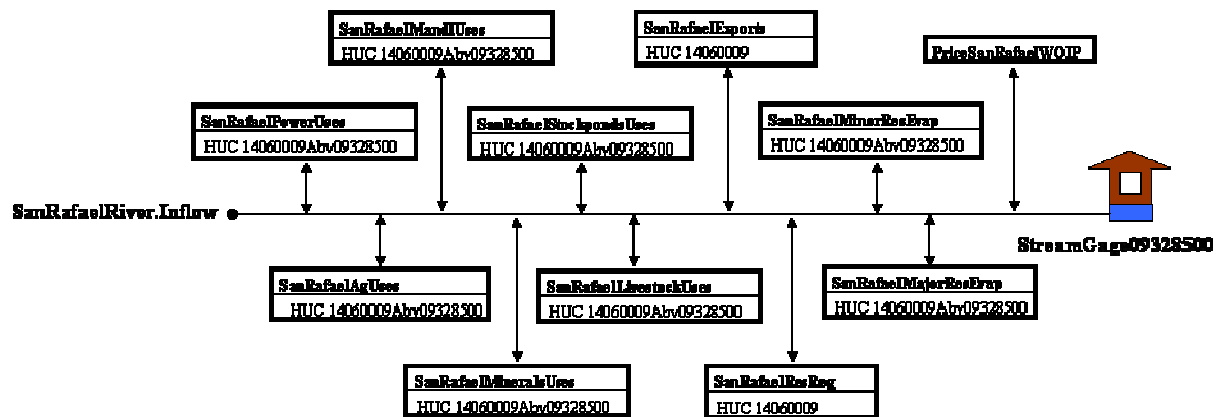 SanRafaelMandIUses
HUC 14060009Abv09328500
SanRafaelExports
HUC 14060009
PriceSanRafaelWOIP
SanRafaelPowerUses
HUC 14060009Abv09328500
SanRafaelStockpondsUses
HUC 14060009Abv09328500
SanRafaelMinorResEvap
HUC 14060009Abv09328500
SanRafaelRiver.Inflow
StreamGage09328500
SanRafaelAgUses
HUC 14060009Abv09328500
SanRafaelLivestockUses
HUC 14060009Abv09328500
SanRafaelMajorResEvap
HUC 14060009Abv09328500
SanRafaelMineralsUses
HUC 14060009Abv09328500
SanRafaelResReg
HUC 14060009